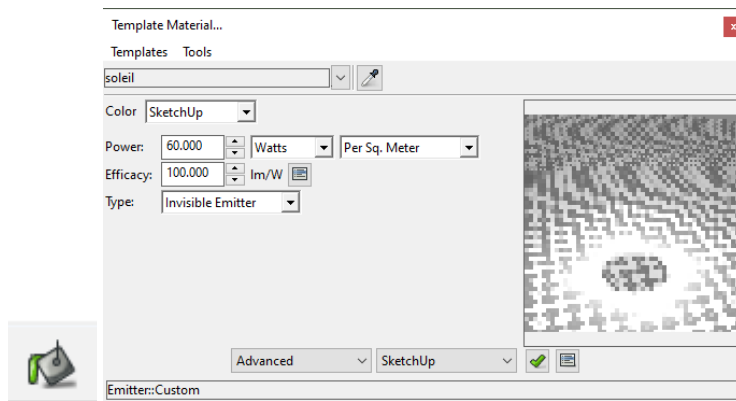 Template Material...
Templates Tools
soleil
Color SketchUp
Power: 60.000 Watts Per Sq. Meter
Efficacy: 100.000 lm/W
Type: Invisible Emitter
Advanced SketchUp
Emitter::Custom